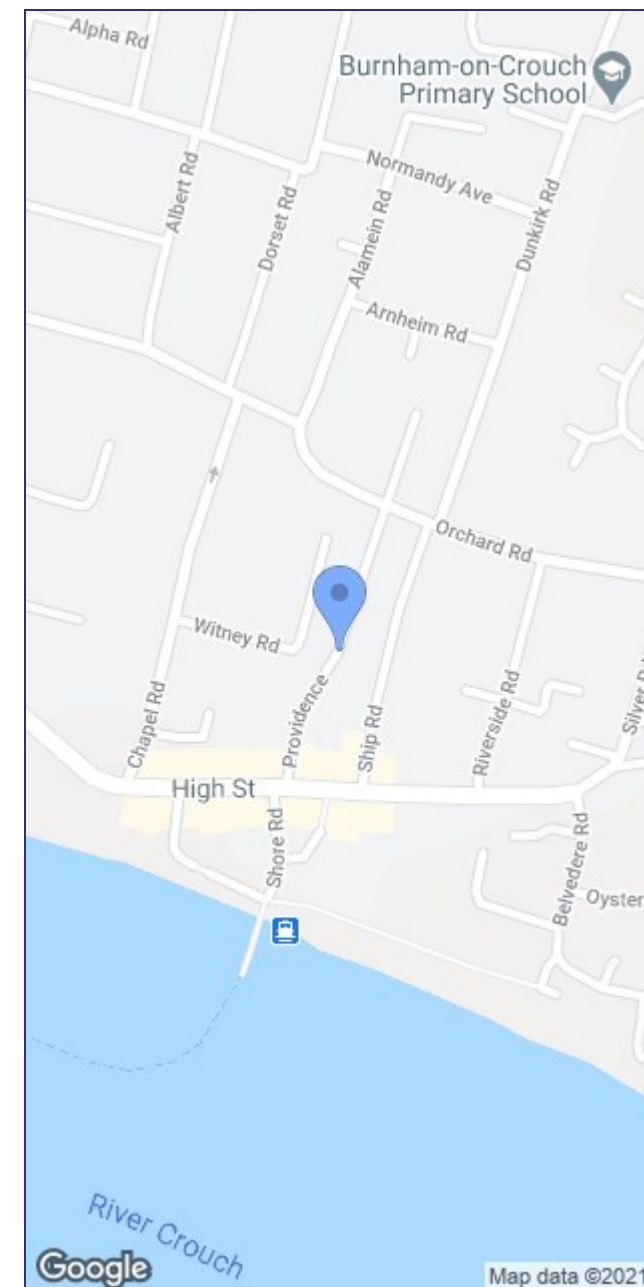 Alpha Rd
Burnham-on-Crouch
Primary School
Albert Rd
Dorset Rd
Normandy Ave
Alamein Rd
Dunkirk Rd
Arnheim Rd
Orchard Rd
Witney Rd
Providence
Chapel Rd
Ship Rd
Riverside Rd
Silver
High St
Shore Rd
Belvedere Rd
Oyster
River Crouch
Google
Map data ©2021